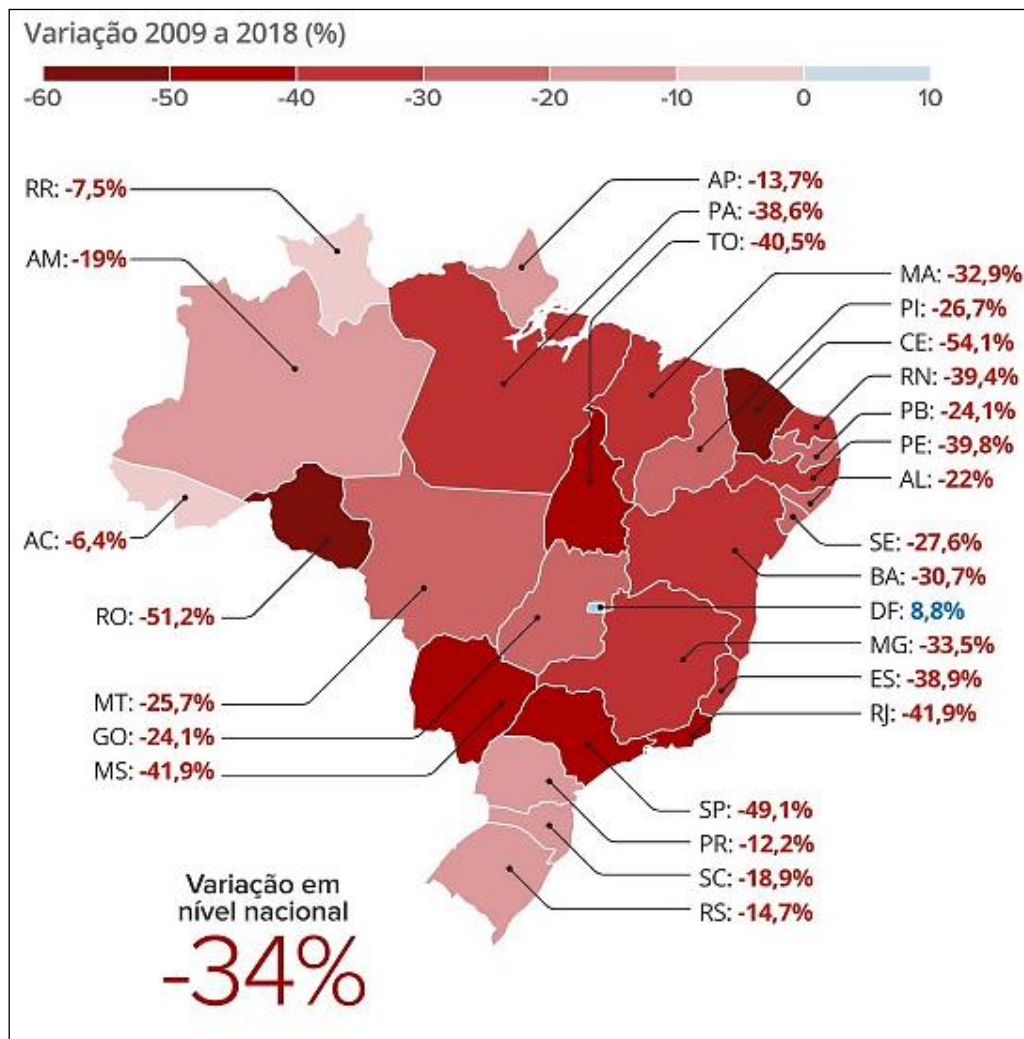 Variação 2009 a 2018 (%)
-60 -50 -40 -30 -20 -10 0 10
RR: -7,5%
AM: -19%
AP: -13,7%
PA: -38,6%
TO: -40,5%
MA: -32,9%
PI: -26,7%
CE: -54,1%
RN: -39,4%
PB: -24,1%
PE: -39,8%
AL: -22%
SE: -27,6%
BA: -30,7%
DF: 8,8%
MG: -33,5%
ES: -38,9%
RJ: -41,9%
AC: -6,4%
RO: -51,2%
MT: -25,7%
GO: -24,1%
MS: -41,9%
SP: -49,1%
PR: -12,2%
SC: -18,9%
RS: -14,7%
Variação em
nível nacional
-34%